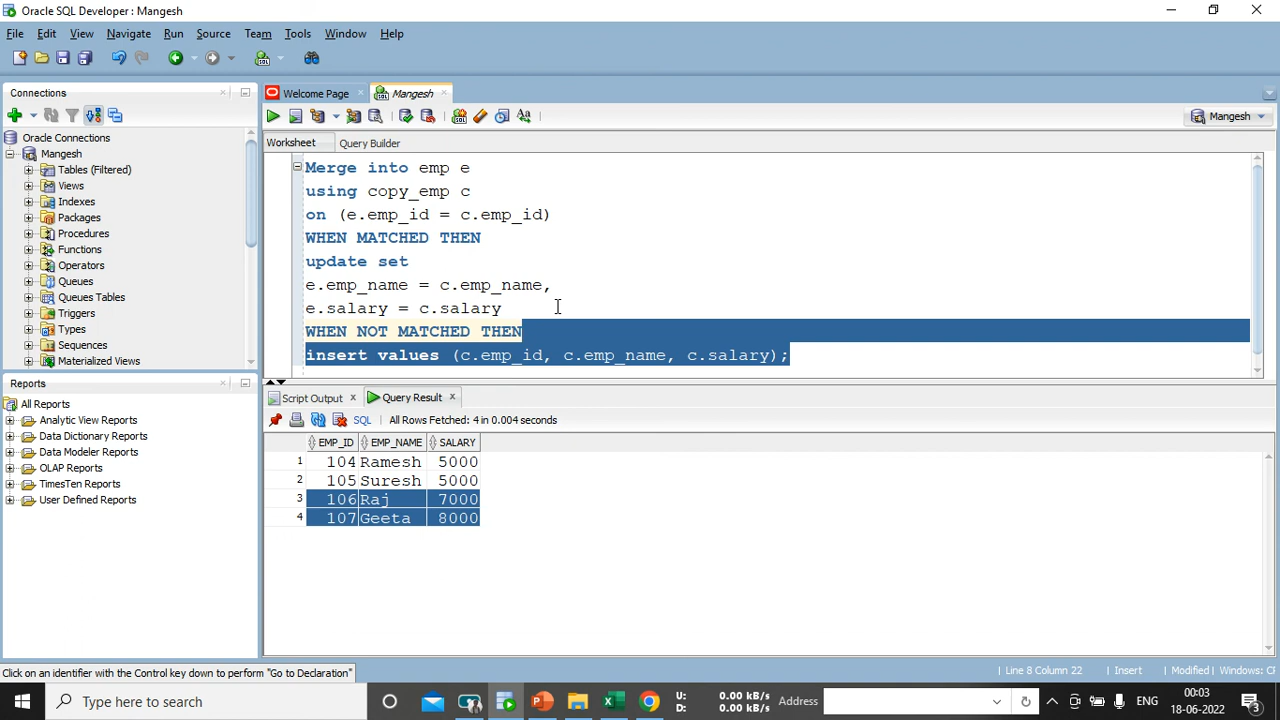 Oracle SQL Developer : Mangesh
File Edit View Navigate Run Source Team Tools Window Help
Connections
Oracle Connections
Mangesh
Tables (Filtered)
Views
Indexes
Packages
Procedures
Functions
Operators
Queues
Queues Tables
Triggers
Types
Sequences
Materialized Views
Reports
All Reports
Analytic View Reports
Data Dictionary Reports
Data Modeler Reports
OLAP Reports
TimesTen Reports
User Defined Reports
Welcome Page Mangesh
SQL Aa Mangesh
Worksheet Query Builder
Merge into emp e
using copy_emp c
on (e.emp_id = c.emp_id)
WHEN MATCHED THEN
update set
e.emp_name = c.emp_name,
e.salary = c.salary
WHEN NOT MATCHED THEN
insert values (c.emp_id, c.emp_name, c.salary);
Script Output Query Result
SQL All Rows Fetched: 4 in 0.004 seconds
EMP_ID EMP_NAME SALARY
1 104 Ramesh 5000
2 105 Suresh 5000
3 106 Raj 7000
4 107 Geeta 8000
Click on an identifier with the Control key down to perform "Go to Declaration"
Line 8 Column 22 Insert Modified Windows: CF
Type here to search
U: 0.00 kB/s
D: 0.00 kB/s
Address
ENG
00:03
18-06-2022
3